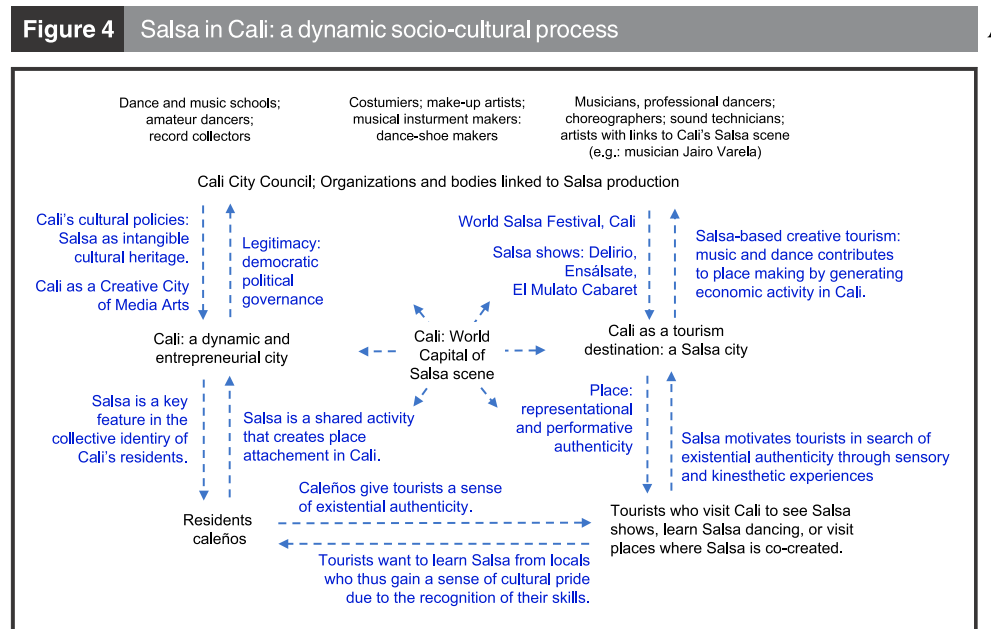 Figure 4 Salsa in Cali: a dynamic socio-cultural process
Dance and music schools;
amateur dancers;
record collectors
Costumiers; make-up artists;
musical insturment makers:
dance-shoe makers
Musicians, professional dancers;
choreographers; sound technicians;
artists with links to Cali's Salsa scene
(e.g.: musician Jairo Varela)
Cali City Council; Organizations and bodies linked to Salsa production
Cali's cultural policies:
Salsa as intangible
cultural heritage.
Cali as a Creative City
of Media Arts
Legitimacy:
democratic
political
governance
World Salsa Festival, Cali
Salsa shows: Delirio,
Ensálsate,
El Mulato Cabaret
Salsa-based creative tourism:
music and dance contributes
to place making by generating
economic activity in Cali.
Cali: a dynamic and
entrepreneurial city
Cali: World
Capital of
Salsa scene
Cali as a tourism
destination: a Salsa city
Salsa is a key
feature in the
collective identiry of
Cali's residents.
Salsa is a shared activity
that creates place
attachement in Cali.
Place:
representational
and performative
authenticity
Salsa motivates tourists in search of
existential authenticity through sensory
and kinesthetic experiences
Caleños give tourists a sense
of existential authenticity.
Residents
caleños
Tourists who visit Cali to see Salsa
shows, learn Salsa dancing, or visit
places where Salsa is co-created.
Tourists want to learn Salsa from locals
who thus gain a sense of cultural pride
due to the recognition of their skills.